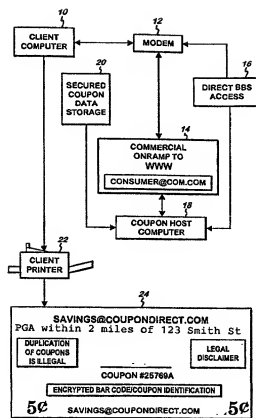 10
CLIENT
COMPUTER
12
MODEM
20
SECURED
COUPON
DATA
STORAGE
16
DIRECT BBS
ACCESS
14
COMMERCIAL
ONRAMP TO
WWW
CONSUMER@COM.COM
18
COUPON HOST
COMPUTER
22
CLIENT
PRINTER
24
SAVINGS@COUPONDIRECT.COM
PGA within 2 miles of 123 Smith St
DUPLICATION
OF COUPONS
IS ILLEGAL
LEGAL
DISCLAIMER
COUPON #25769A
ENCRYPTED BAR CODE/COUPON IDENTIFICATION
5¢ SAVINGS@COUPONDIRECT.COM 5¢